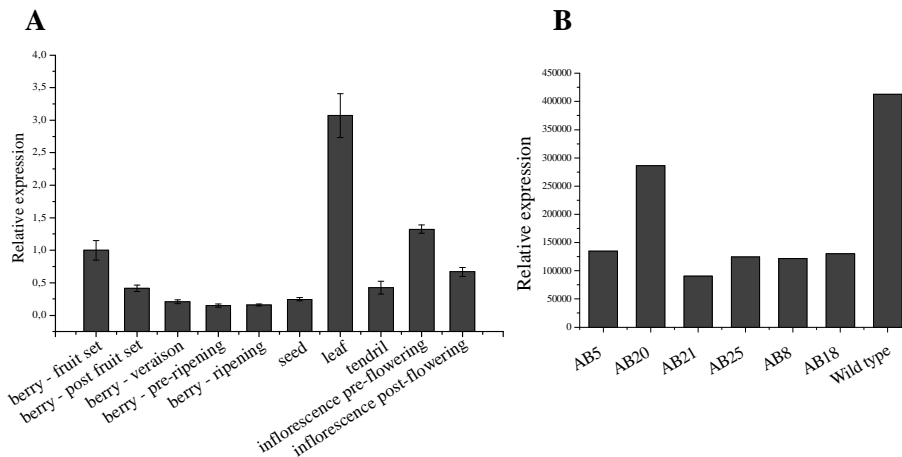 A
Relative expression
4,0
3,5
3,0
2,5
2,0
1,5
1,0
0,5
0,0
berry - fruit set
berry - post fruit set
berry - veraison
berry - pre-ripening
berry - ripening
seed
leaf
tendril
inflorescence pre-flowering
inflorescence post-flowering
B
Relative expression
450000
400000
350000
300000
250000
200000
150000
100000
50000
0
AB5
AB20
AB21
AB25
AB8
AB18
Wild type